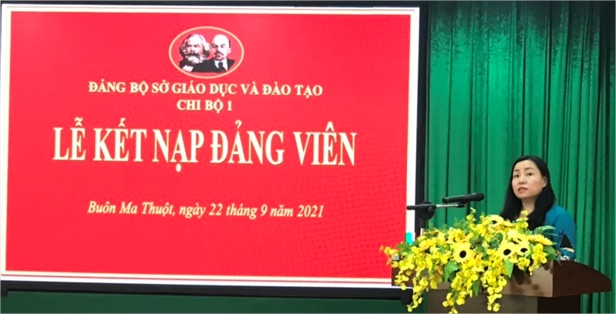 ĐẢNG BỘ SỞ GIÁO DỤC VÀ ĐÀO TẠO
CHI BỘ 1
LỄ KẾT NẠP ĐẢNG VIÊN
Buôn Ma Thuột, ngày 22 tháng 9 năm 2021